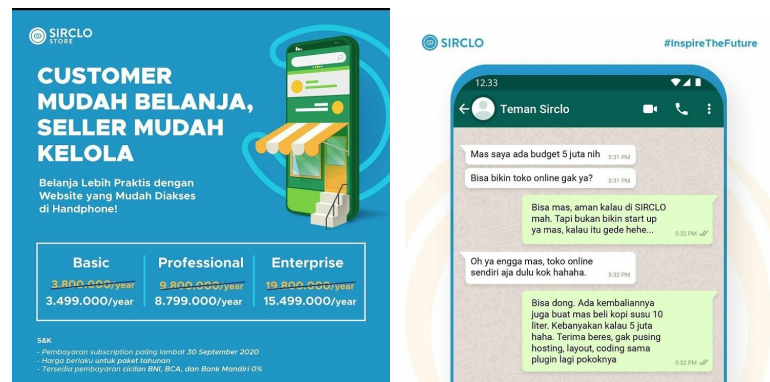 SIRCLO
STORE
CUSTOMER
MUDAH BELANJA,
SELLER MUDAH
KELOLA
Belanja Lebih Praktis dengan
Website yang Mudah Diakses
di Handphone!
Basic
3.800.000/year
3.499.000/year
Professional
9.800.000/year
8.799.000/year
Enterprise
19.800.000/year
15.499.000/year
S&K
- Pembayaran subscription paling lambat 30 September 2020
- Harga berlaku untuk paket tahunan
- Tersedia pembayaran cicilan BNI, BCA, dan Bank Mandiri 0%
SIRCLO
#InspireTheFuture
12.33
Teman Sirclo
Mas saya ada budget 5 juta nih
5:31 PM
Bisa bikin toko online gak ya?
5:31 PM
Bisa mas, aman kalau di SIRCLO
mah. Tapi bukan bikin start up
ya mas, kalau itu gede hehe...
5:32 PM
Oh ya engga mas, toko online
sendiri aja dulu kok hahaha.
5:32 PM
Bisa dong. Ada kembaliannya
juga buat mas beli kopi susu 10
liter. Kebanyakan kalau 5 juta
haha. Terima beres, gak pusing
hosting, layout, coding sama
plugin lagi pokoknya
5:32 PM